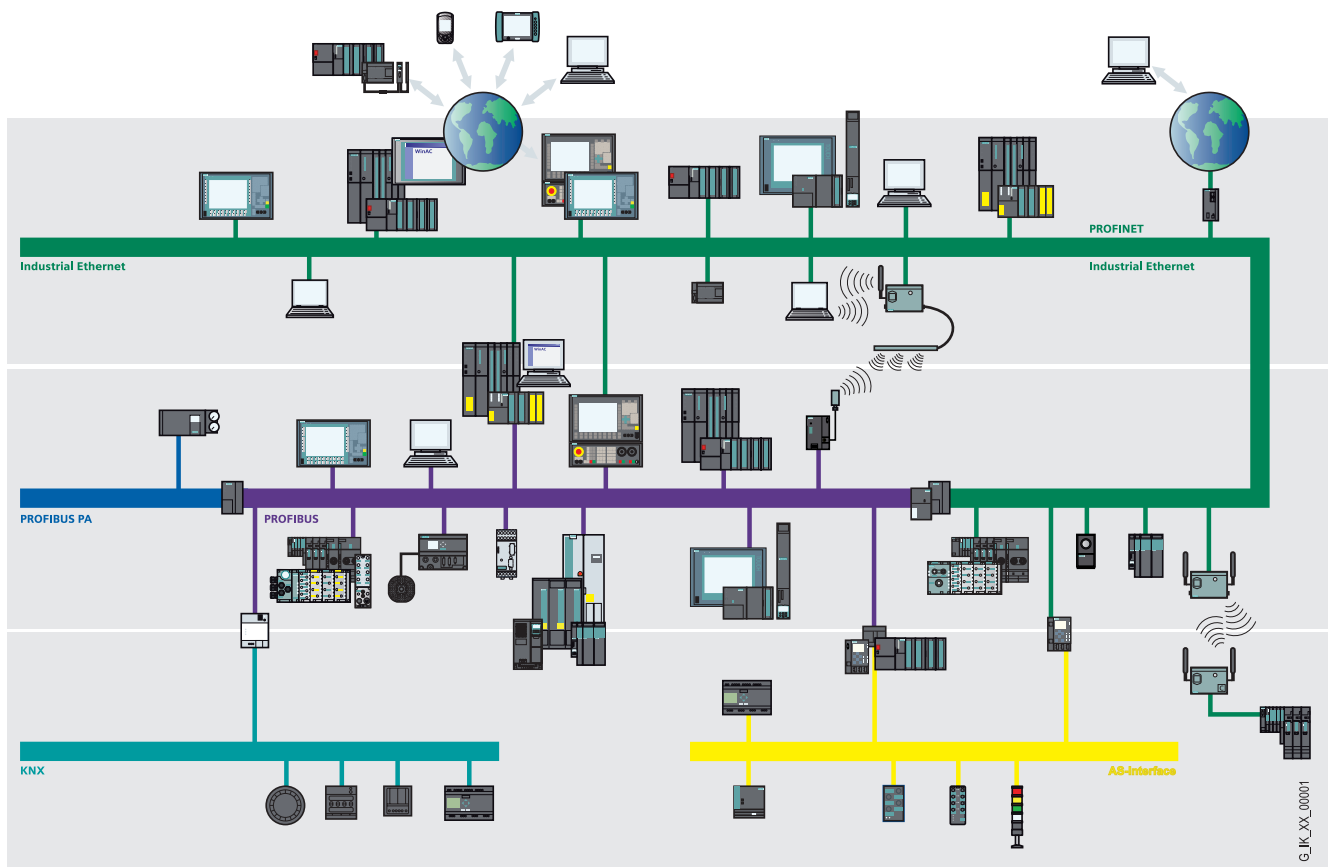 WinAC
PROFINET
Industrial Ethernet
Industrial Ethernet
WinAC
PROFIBUS PA
PROFIBUS
KNX
AS-Interface
G_IK_XX_00001